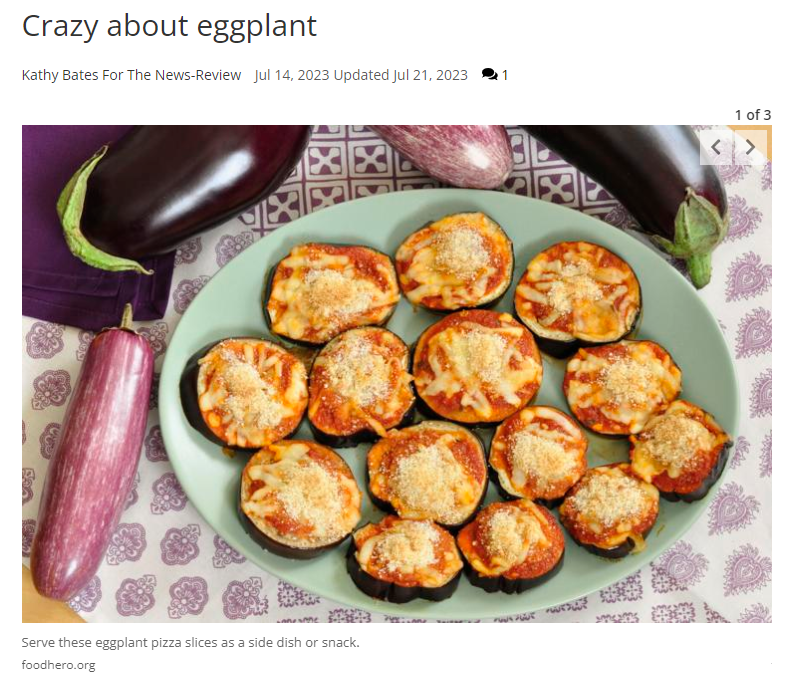 Crazy about eggplant
Kathy Bates For The News-Review Jul 14, 2023 Updated Jul 21, 2023 1
1 of 3
Serve these eggplant pizza slices as a side dish or snack.
foodhero.org